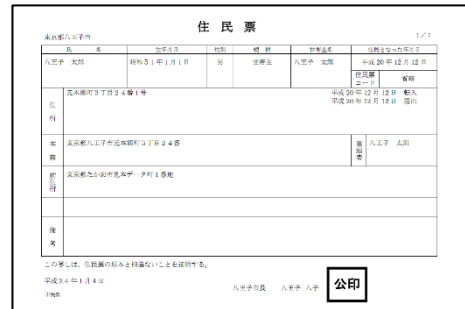 住民票
東京都八王子市
1／1
氏　名　生年月日　性別　続柄　世帯主名　住民となった年月日
八王子　太郎　昭和51年1月1日　男　世帯主　八王子　太郎　平成20年12月12日
住民票コード　省略
住所　元本郷町3丁目24番1号　平成20年12月12日　転入
平成20年12月12日　届出
本籍　東京都八王子市元本郷町3丁目24番　筆頭者　八王子　太郎
前住所　東京都たかお市見本データ町1番地
備考
この写しは、住民票の原本と相違ないことを証明する。
平成24年1月4日
八王子市長　八王子　八子　公印